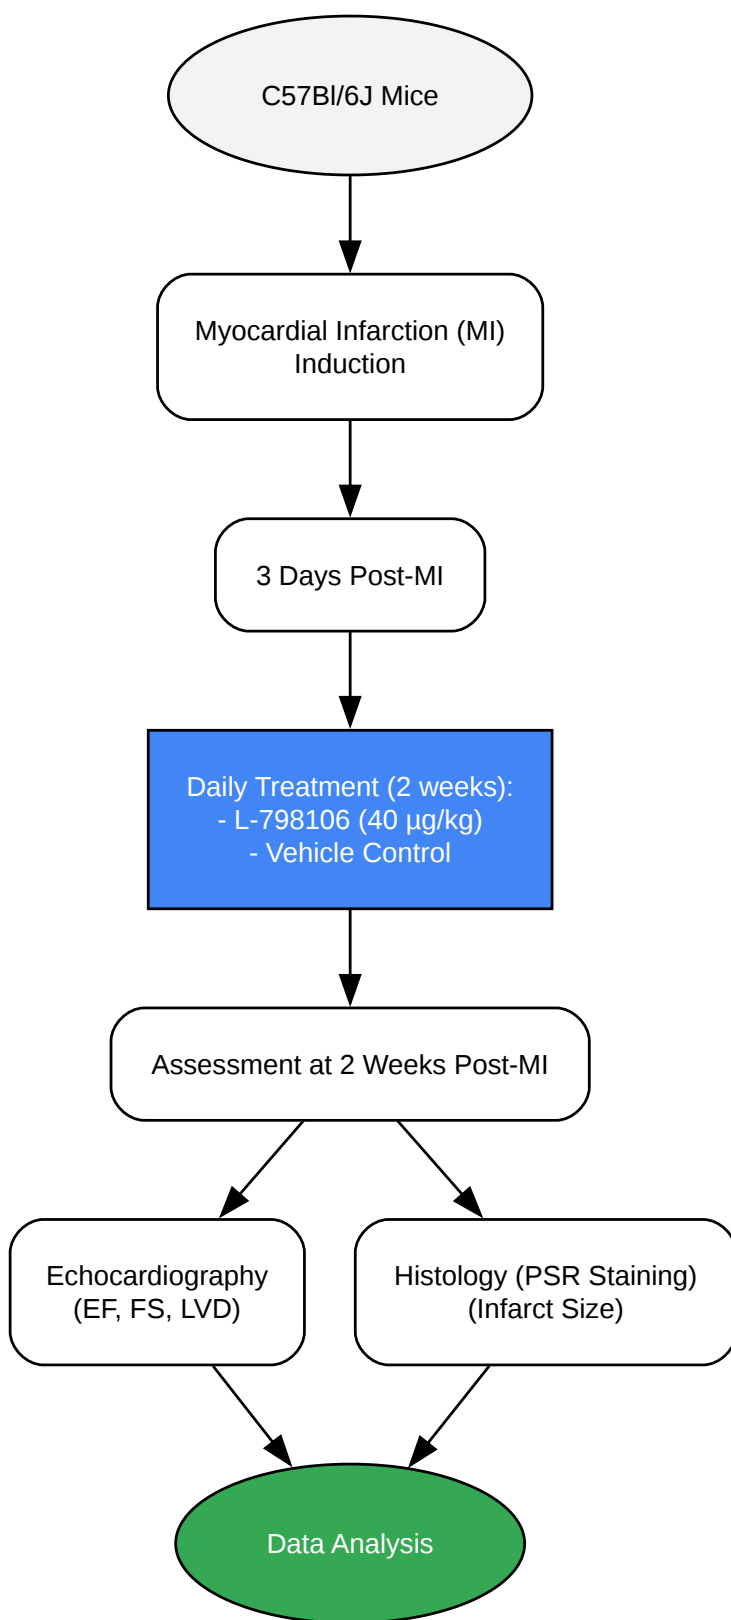 C57Bl/6J Mice
Myocardial Infarction (MI)
Induction
3 Days Post-MI
Daily Treatment (2 weeks):
- L-798106 (40 µg/kg)
- Vehicle Control
Assessment at 2 Weeks Post-MI
Echocardiography
(EF, FS, LVD)
Histology (PSR Staining)
(Infarct Size)
Data Analysis